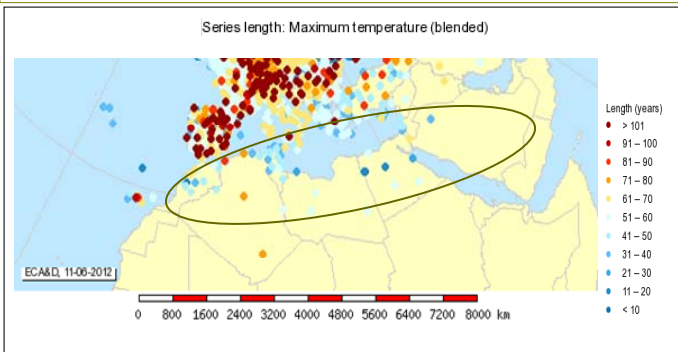 Series length: Maximum temperature (blended)
Length (years)
> 101
91 – 100
81 – 90
71 – 80
61 – 70
51 – 60
41 – 50
31 – 40
21 – 30
11 – 20
< 10
ECA&D, 11-06-2012
0 800 1600 2400 3200 4000 4800 5600 6400 7200 8000 km